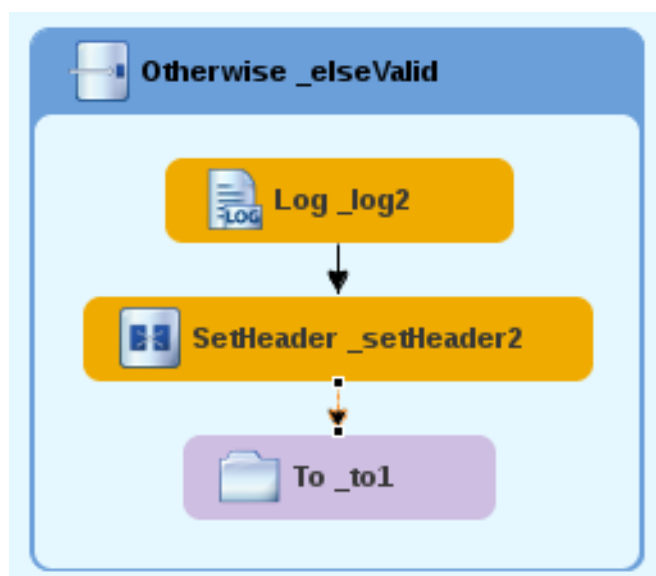 Otherwise _elseValid
LOG
Log _log2
SetHeader _setHeader2
To _to1